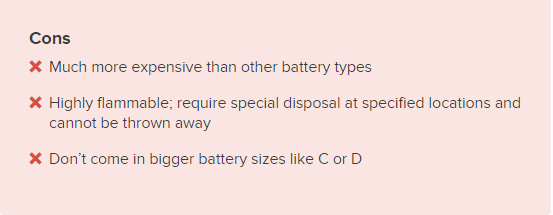 Cons
Much more expensive than other battery types
Highly flammable; require special disposal at specified locations and
cannot be thrown away
Don’t come in bigger battery sizes like C or D